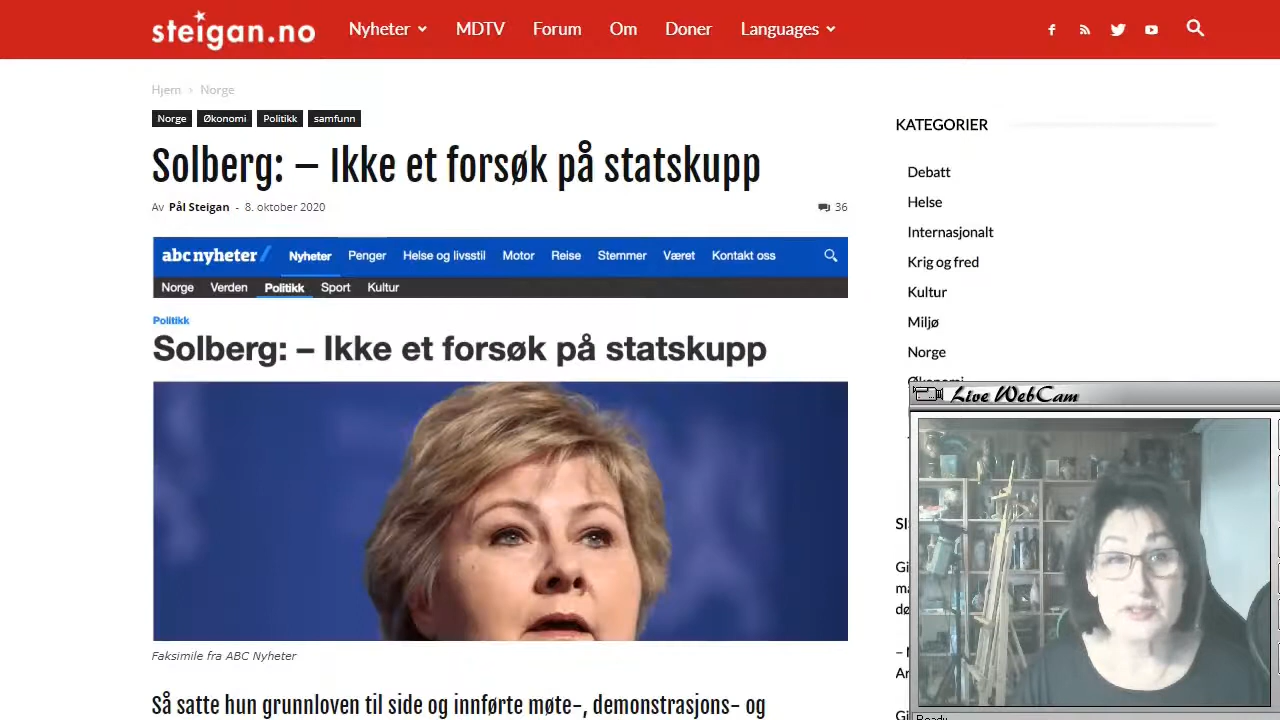 steigan.no
Nyheter MDTV Forum Om Doner Languages
Hjem › Norge
Norge Økonomi Politikk samfunn
Solberg: – Ikke et forsøk på statskupp
Av Pål Steigan - 8. oktober 2020 36
abc nyheter Nyheter Penger Helse og livsstil Motor Reise Stemmer Været Kontakt oss
Norge Verden Politikk Sport Kultur
Politikk
Solberg: – Ikke et forsøk på statskupp
Faksimile fra ABC Nyheter
Så satte hun grunnloven til side og innførte møte-, demonstrasjons- og
KATEGORIER
Debatt
Helse
Internasjonalt
Krig og fred
Kultur
Miljø
Norge
Økonomi
Live WebCam
Ready